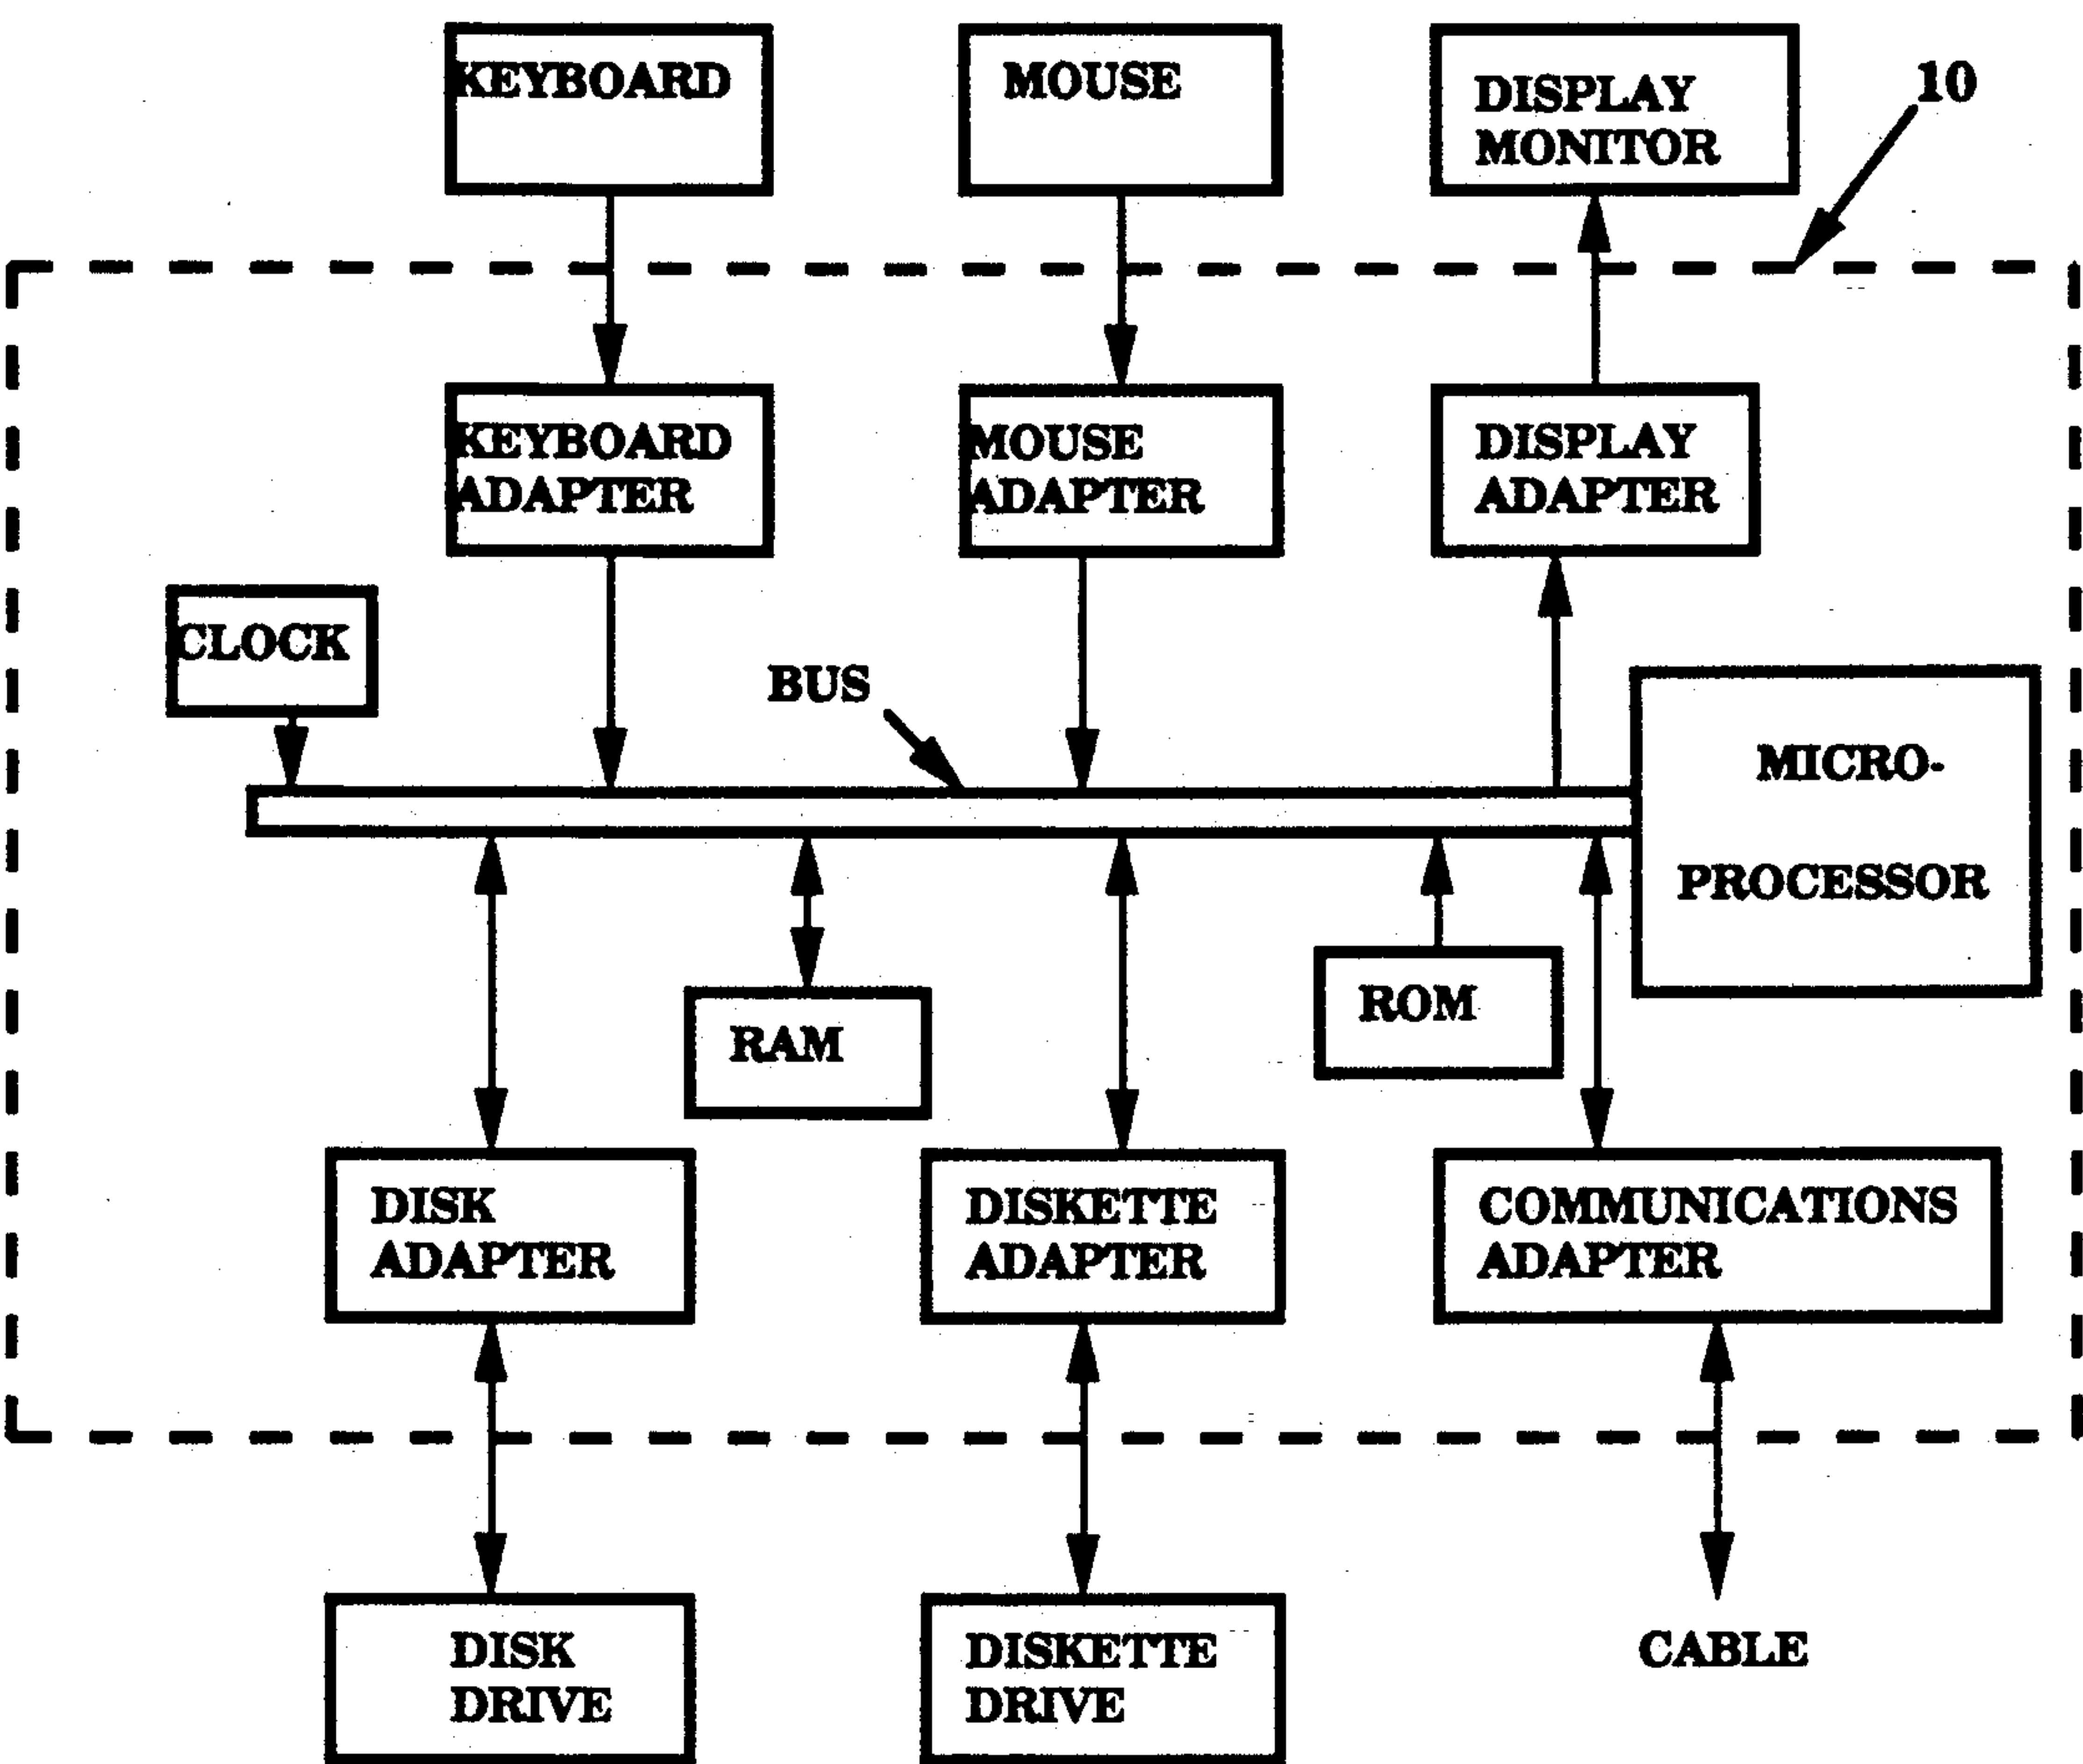 KEYBOARD
MOUSE
DISPLAY
MONITOR
10
KEYBOARD
ADAPTER
MOUSE
ADAPTER
DISPLAY
ADAPTER
CLOCK
BUS
MICRO-
PROCESSOR
RAM
ROM
DISK
ADAPTER
DISKETTE
ADAPTER
COMMUNICATIONS
ADAPTER
DISK
DRIVE
DISKETTE
DRIVE
CABLE